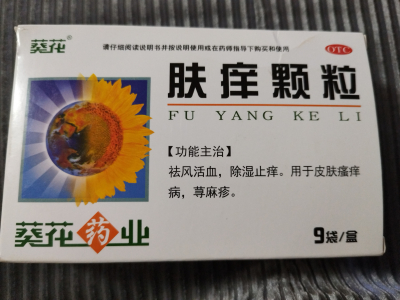 葵花®
请仔细阅读说明书并按说明使用或在药师指导下购买和使用
OTC
肤痒颗粒
FU YANG KE LI
【功能主治】
祛风活血，除湿止痒。用于皮肤瘙痒
病，荨麻疹。
葵花药业
9袋/盒